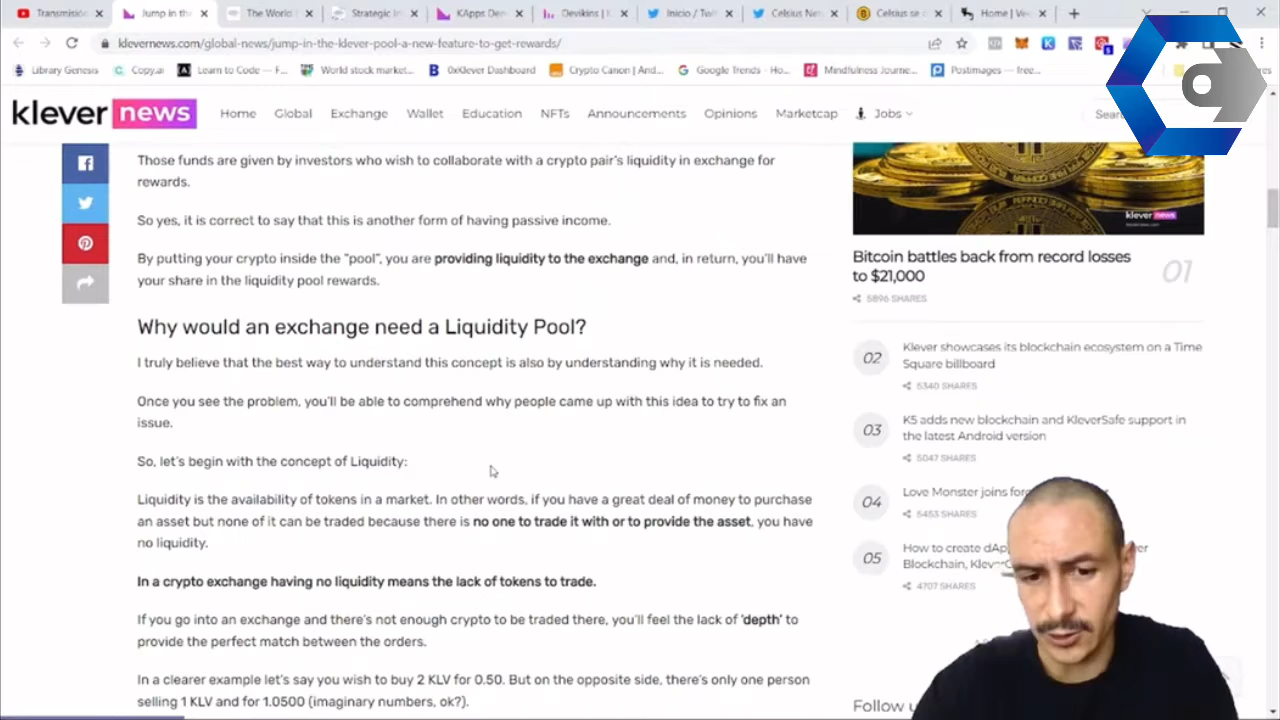 Transmisió
Jump in the
The World
Strategic In
KApps Dem
Devikins | K
Inicio / Twi
Celsius Net
Celsius se d
Home | Ve
klevernews.com/global-news/jump-in-the-klever-pool-a-new-feature-to-get-rewards/
Library Genesis
Copy.ai
Learn to Code — F...
World stock market...
0xKlever Dashboard
Crypto Canon | And...
Google Trends - Ho...
Mindfulness Journe...
Postimages — free...
klever news
Home
Global
Exchange
Wallet
Education
NFTs
Announcements
Opinions
Marketcap
Jobs
Those funds are given by investors who wish to collaborate with a crypto pair's liquidity in exchange for
rewards.
So yes, it is correct to say that this is another form of having passive income.
By putting your crypto inside the "pool", you are providing liquidity to the exchange and, in return, you'll have
your share in the liquidity pool rewards.
Why would an exchange need a Liquidity Pool?
I truly believe that the best way to understand this concept is also by understanding why it is needed.
Once you see the problem, you'll be able to comprehend why people came up with this idea to try to fix an
issue.
So, let's begin with the concept of Liquidity:
Liquidity is the availability of tokens in a market. In other words, if you have a great deal of money to purchase
an asset but none of it can be traded because there is no one to trade it with or to provide the asset, you have
no liquidity.
In a crypto exchange having no liquidity means the lack of tokens to trade.
If you go into an exchange and there's not enough crypto to be traded there, you'll feel the lack of 'depth' to
provide the perfect match between the orders.
In a clearer example let's say you wish to buy 2 KLV for 0.50. But on the opposite side, there's only one person
selling 1 KLV and for 1.0500 (imaginary numbers, ok?).
klever news
Bitcoin battles back from record losses
to $21,000
01
5896 SHARES
02
Klever showcases its blockchain ecosystem on a Time
Square billboard
5340 SHARES
03
K5 adds new blockchain and KleverSafe support in
the latest Android version
5047 SHARES
04
Love Monster joins
5453 SHARES
05
How to create
Blockchain,
4707 SHARES
Follow